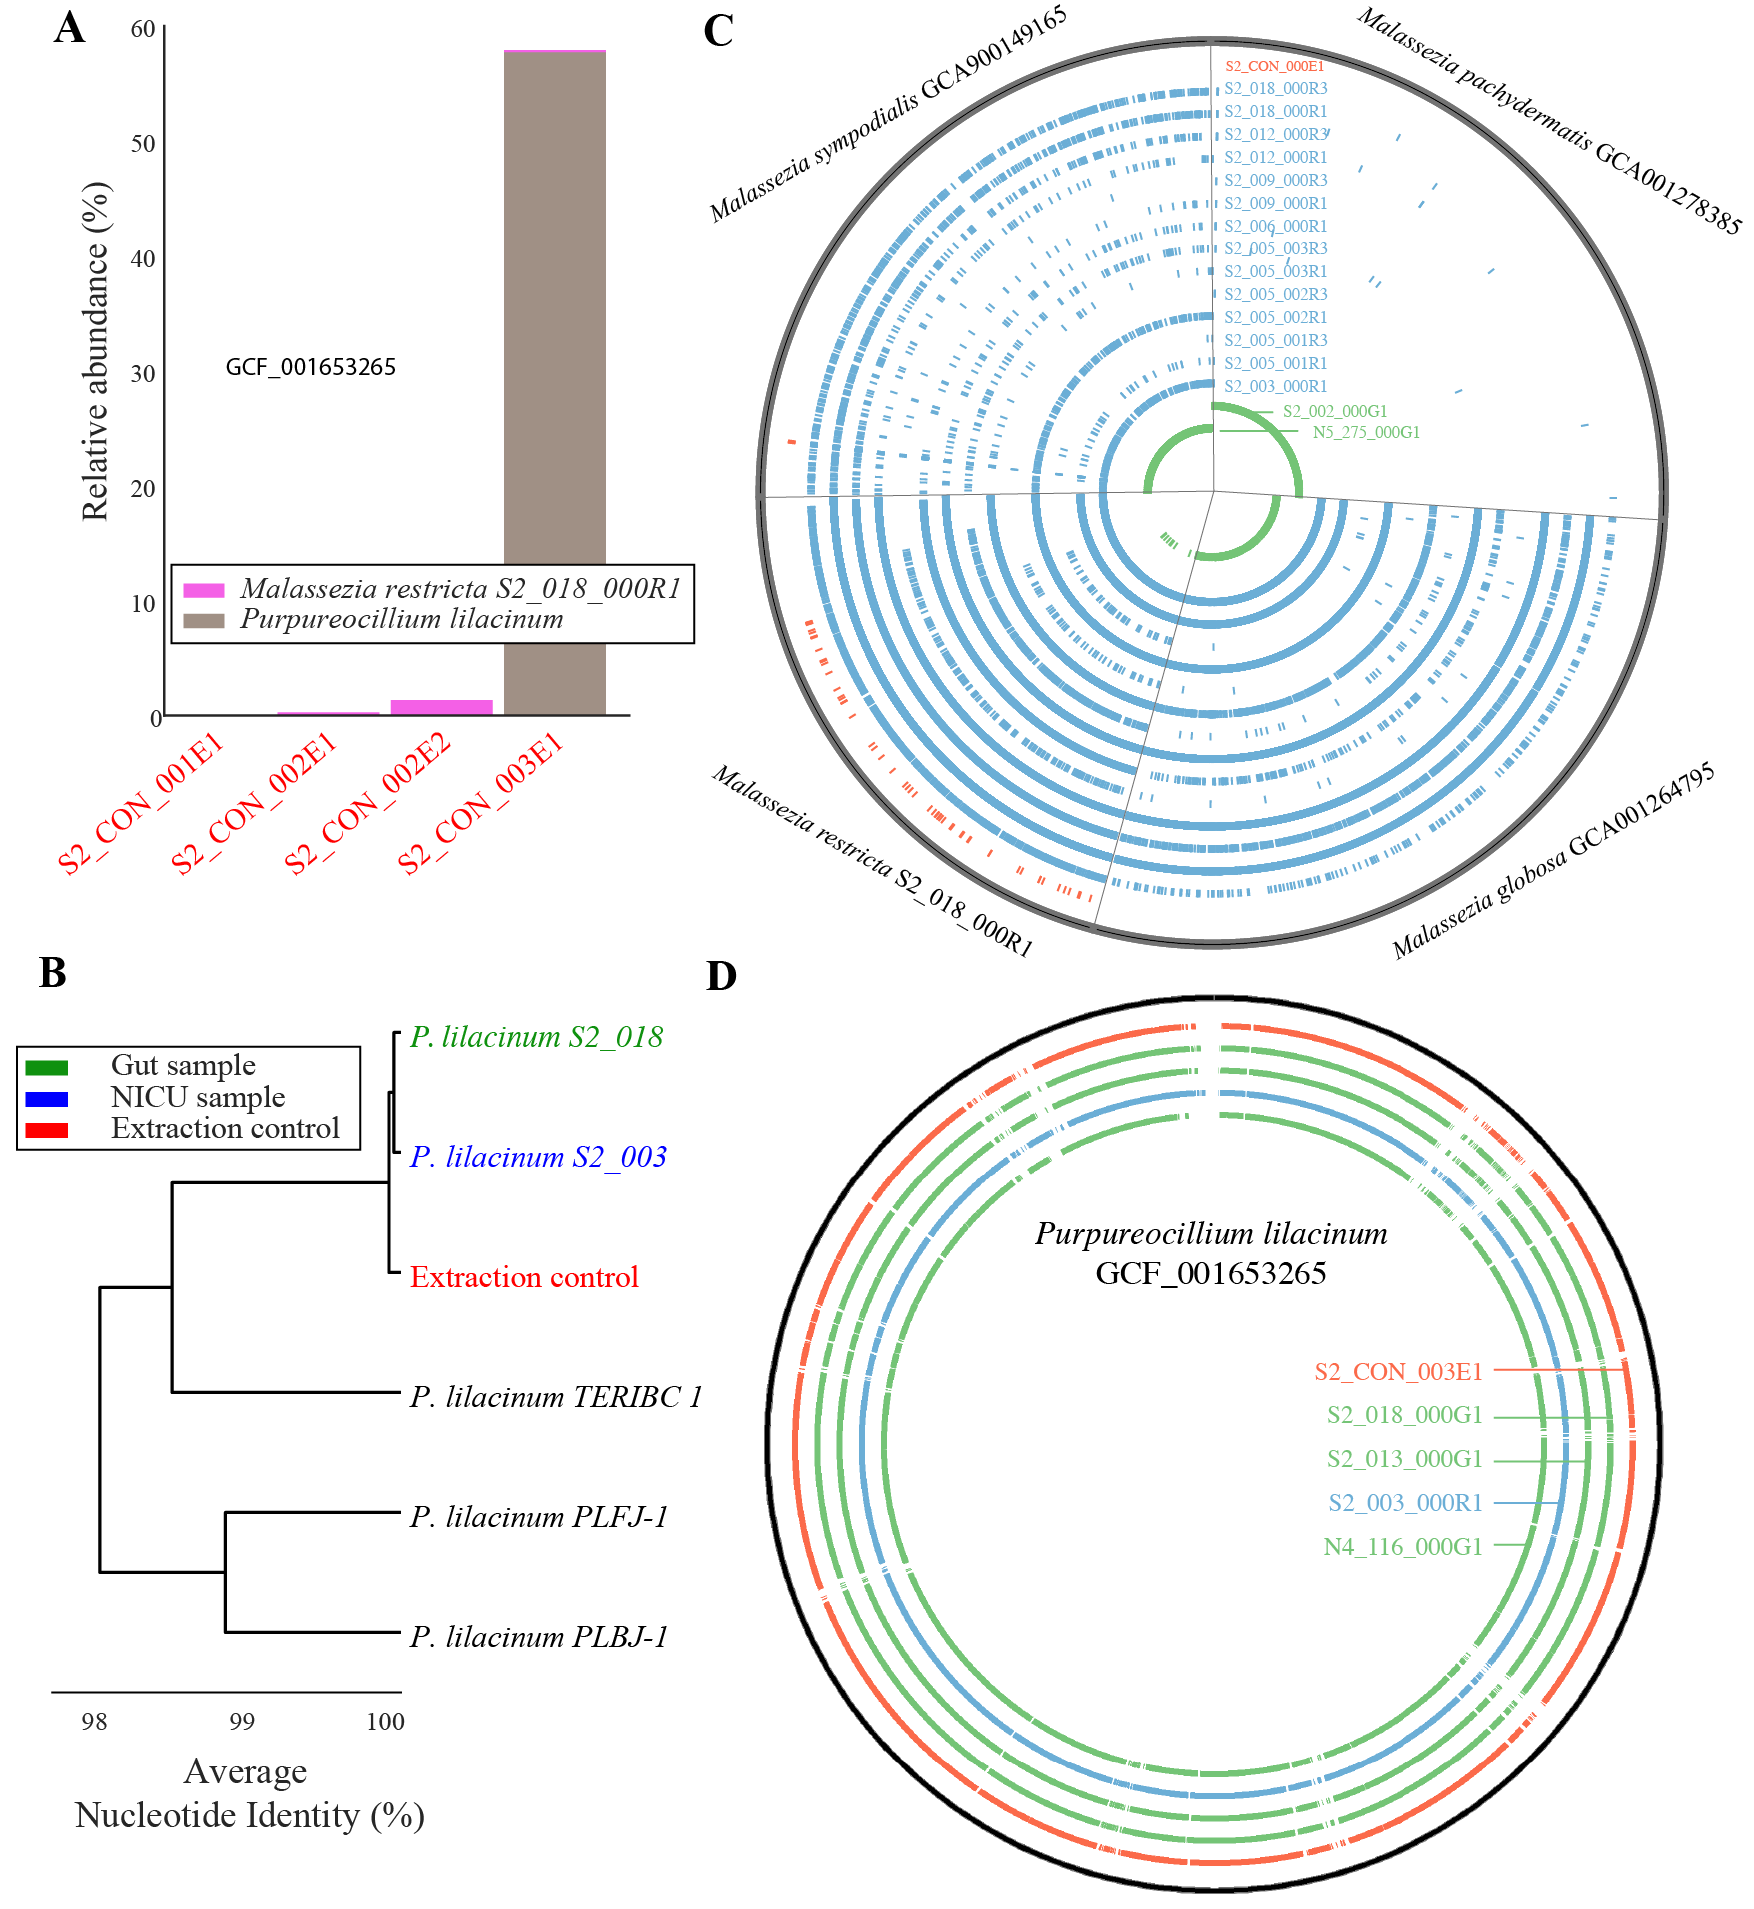 A
60
50
40
30
20
10
0
Relative abundance (%)
GCF_001653265
Malassezia restricta S2_018_000R1
Purpureocillium lilacinum
S2_CON_001E1
S2_CON_002E1
S2_CON_002E2
S2_CON_003E1
B
Gut sample
NICU sample
Extraction control
P. lilacinum S2_018
P. lilacinum S2_003
Extraction control
P. lilacinum TERIBC 1
P. lilacinum PLFJ-1
P. lilacinum PLBJ-1
98
99
100
Average
Nucleotide Identity (%)
C
Malassezia sympodialis GCA900149165
Malassezia pachydermatis GCA001278385
S2_CON_000E1
S2_018_000R3
S2_018_000R1
S2_012_000R3
S2_012_000R1
S2_009_000R3
S2_009_000R1
S2_006_000R1
S2_005_003R3
S2_005_003R1
S2_005_002R3
S2_005_002R1
S2_005_001R3
S2_005_001R1
S2_003_000R1
S2_002_000G1
N5_275_000G1
Malassezia restricta S2_018_000R1
Malassezia globosa GCA001264795
D
Purpureocillium lilacinum
GCF_001653265
S2_CON_003E1
S2_018_000G1
S2_013_000G1
S2_003_000R1
N4_116_000G1